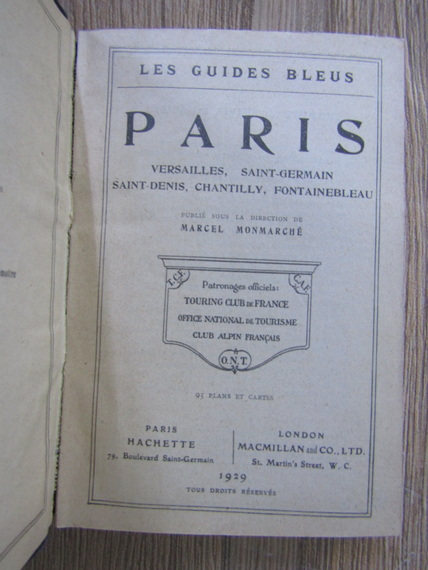 LES GUIDES BLEUS
PARIS
VERSAILLES, SAINT-GERMAIN
SAINT-DENIS, CHANTILLY, FONTAINEBLEAU
PUBLIÉ SOUS LA DIRECTION DE
MARCEL MONMARCHÉ
T.C.F. C.A.F.
Patronages officiels:
TOURING CLUB DE FRANCE
OFFICE NATIONAL DE TOURISME
CLUB ALPIN FRANÇAIS
O.N.T.
PLANS ET CARTES
PARIS
HACHETTE
79, Boulevard Saint-Germain
LONDON
MACMILLAN and CO., LTD.
St. Martin's Street, W. C.
1929
TOUS DROITS RÉSERVÉS